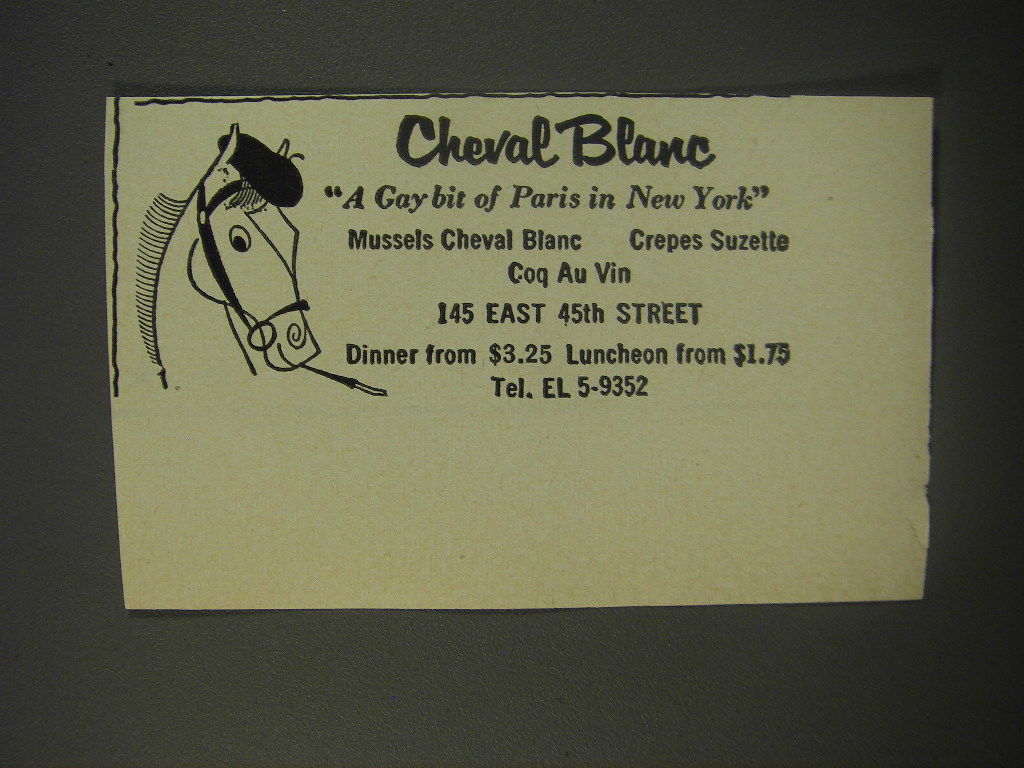 Cheval Blanc
"A Gay bit of Paris in New York"
Mussels Cheval Blanc Crepes Suzette
Coq Au Vin
145 EAST 45th STREET
Dinner from $3.25 Luncheon from $1.75
Tel. EL 5-9352